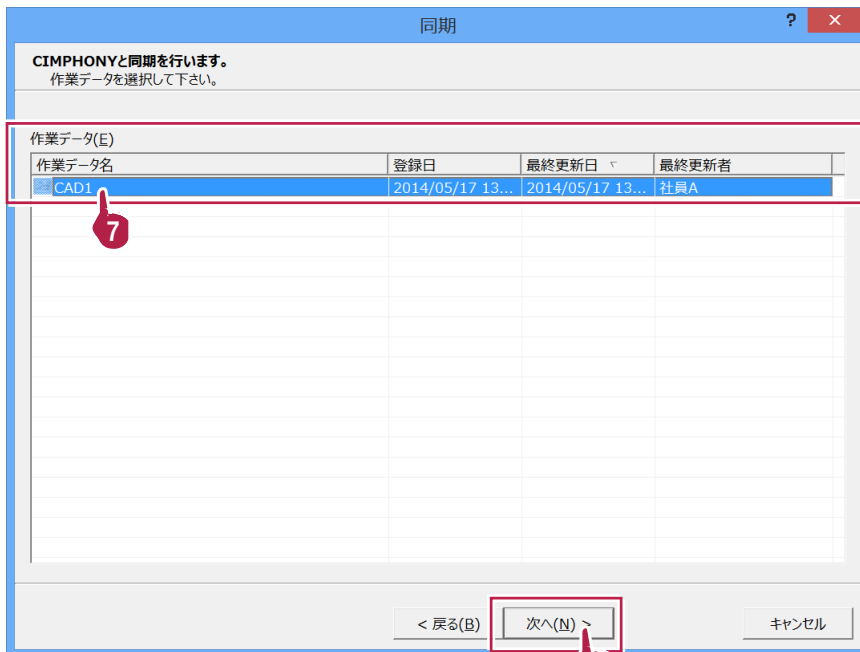 同期
?
CIMPHONYと同期を行います。
作業データを選択して下さい。
作業データ(E)
作業データ名 登録日 最終更新日 最終更新者
CAD1 2014/05/17 13... 2014/05/17 13... 社員A
7
< 戻る(B) 次へ(N) > キャンセル